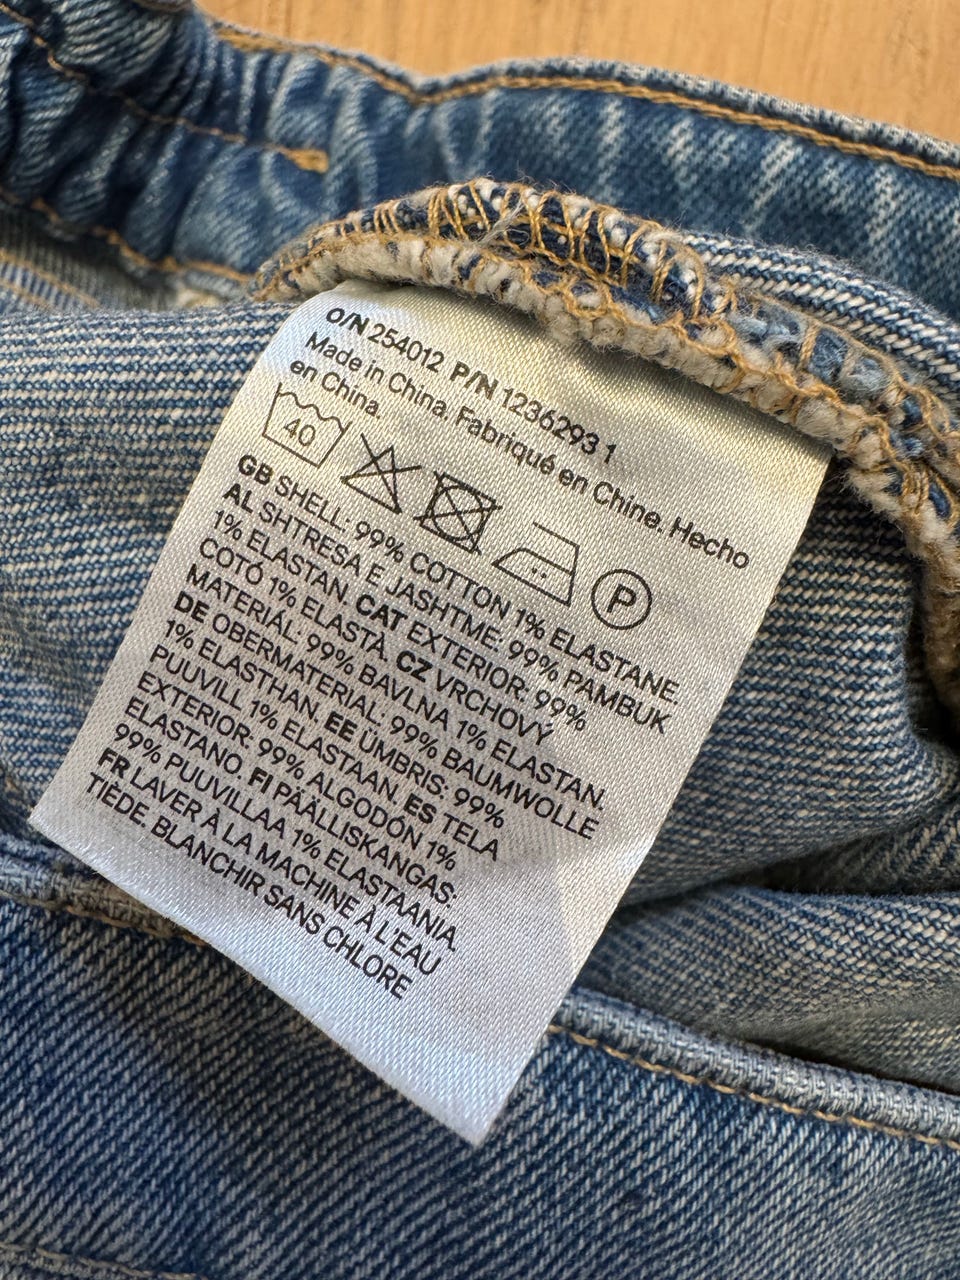 O/N 254012 P/N 1236293 1
Made in China. Fabriqué en Chine. Hecho
en China.
40
P
GB SHELL: 99% COTTON 1% ELASTANE.
AL SHTRESA E JASHTME: 99% PAMBUK
1% ELASTAN. CAT EXTERIOR: 99%
COTÓ 1% ELASTÀ. CZ VRCHOVÝ
MATERIÁL: 99% BAVLNA 1% ELASTAN.
DE OBERMATERIAL: 99% BAUMWOLLE
1% ELASTHAN. EE ÜMBRIS: 99%
PUUVILL 1% ELASTAAN. ES TELA
EXTERIOR: 99% ALGODÓN 1%
ELASTANO. FI PÄÄLLISKANGAS:
99% PUUVILLAA 1% ELASTAANIA.
FR LAVER À LA MACHINE À L'EAU
TIÈDE. BLANCHIR SANS CHLORE